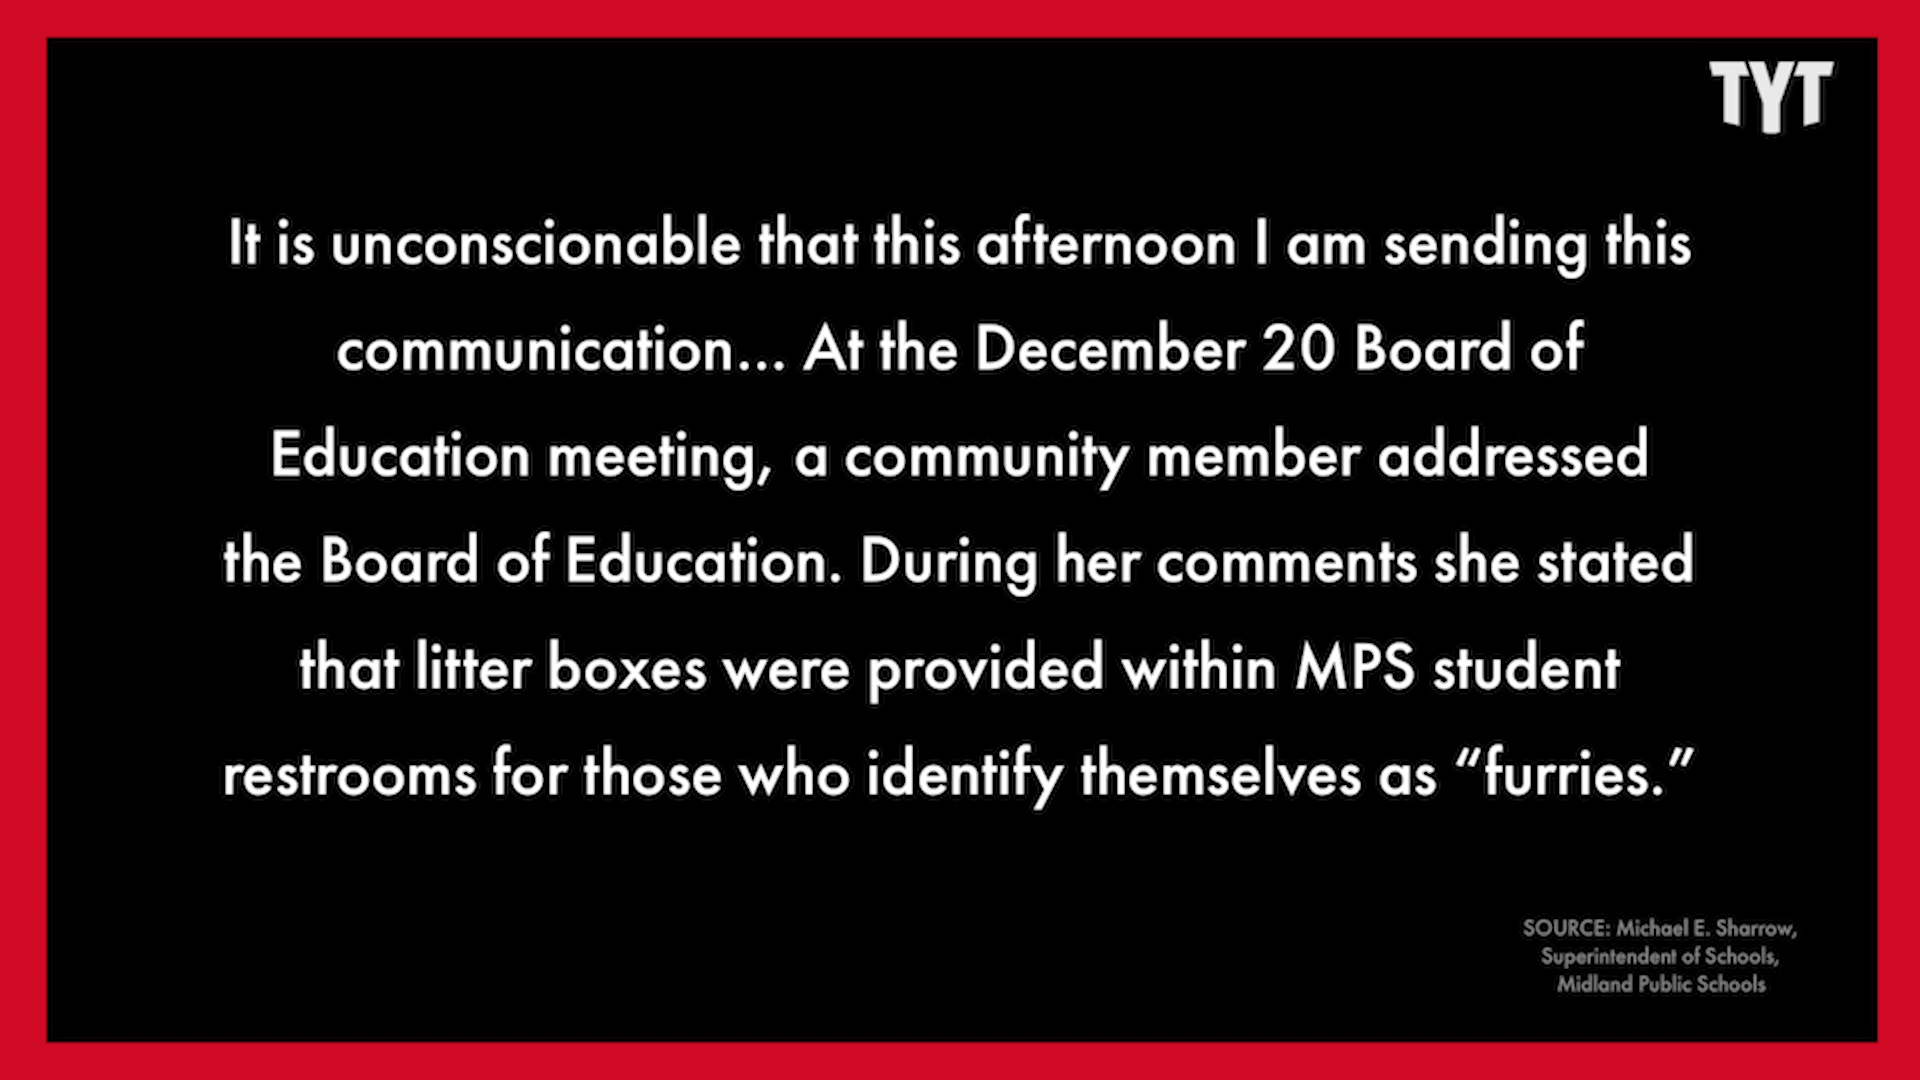 TYT
It is unconscionable that this afternoon I am sending this
communication... At the December 20 Board of
Education meeting, a community member addressed
the Board of Education. During her comments she stated
that litter boxes were provided within MPS student
restrooms for those who identify themselves as “furries.”
SOURCE: Michael E. Sharrow,
Superintendent of Schools,
Midland Public Schools